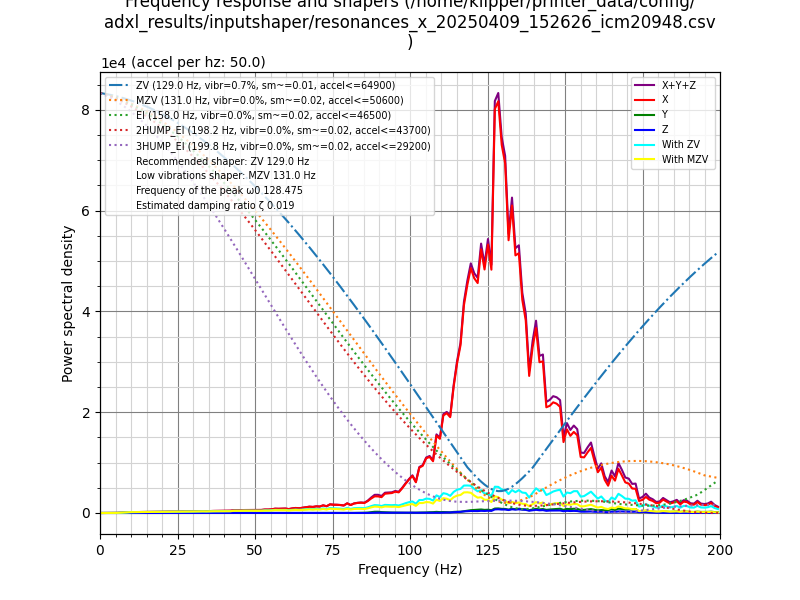 Frequency response and shapers (/home/klipper/printer_data/config/
adxl_results/inputshaper/resonances_x_20250409_152626_icm20948.csv
)
1e4 (accel per hz: 50.0)
ZV (129.0 Hz, vibr=0.7%, sm~=0.01, accel<=64900)
MZV (131.0 Hz, vibr=0.0%, sm~=0.02, accel<=50600)
EI (158.0 Hz, vibr=0.0%, sm~=0.02, accel<=46500)
2HUMP_EI (198.2 Hz, vibr=0.0%, sm~=0.02, accel<=43700)
3HUMP_EI (199.8 Hz, vibr=0.0%, sm~=0.02, accel<=29200)
Recommended shaper: ZV 129.0 Hz
Low vibrations shaper: MZV 131.0 Hz
Frequency of the peak ω0 128.475
Estimated damping ratio ζ 0.019
X+Y+Z
X
Y
Z
With ZV
With MZV
8
6
4
2
0
Power spectral density
0 25 50 75 100 125 150 175 200
Frequency (Hz)